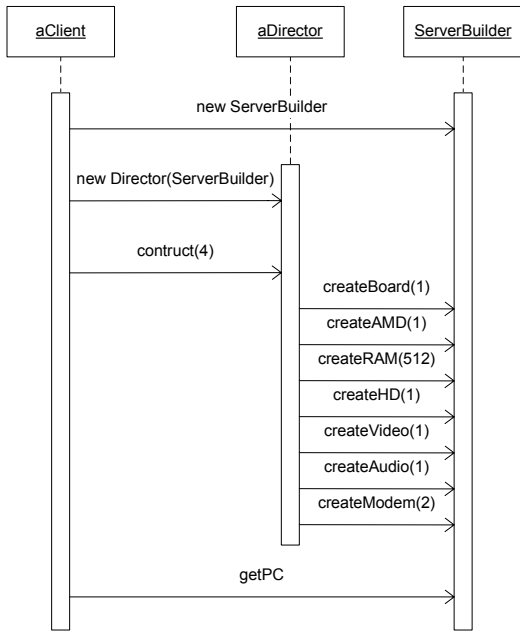 aClient
aDirector
ServerBuilder
new ServerBuilder
new Director(ServerBuilder)
contruct(4)
createBoard(1)
createAMD(1)
createRAM(512)
createHD(1)
createVideo(1)
createAudio(1)
createModem(2)
getPC